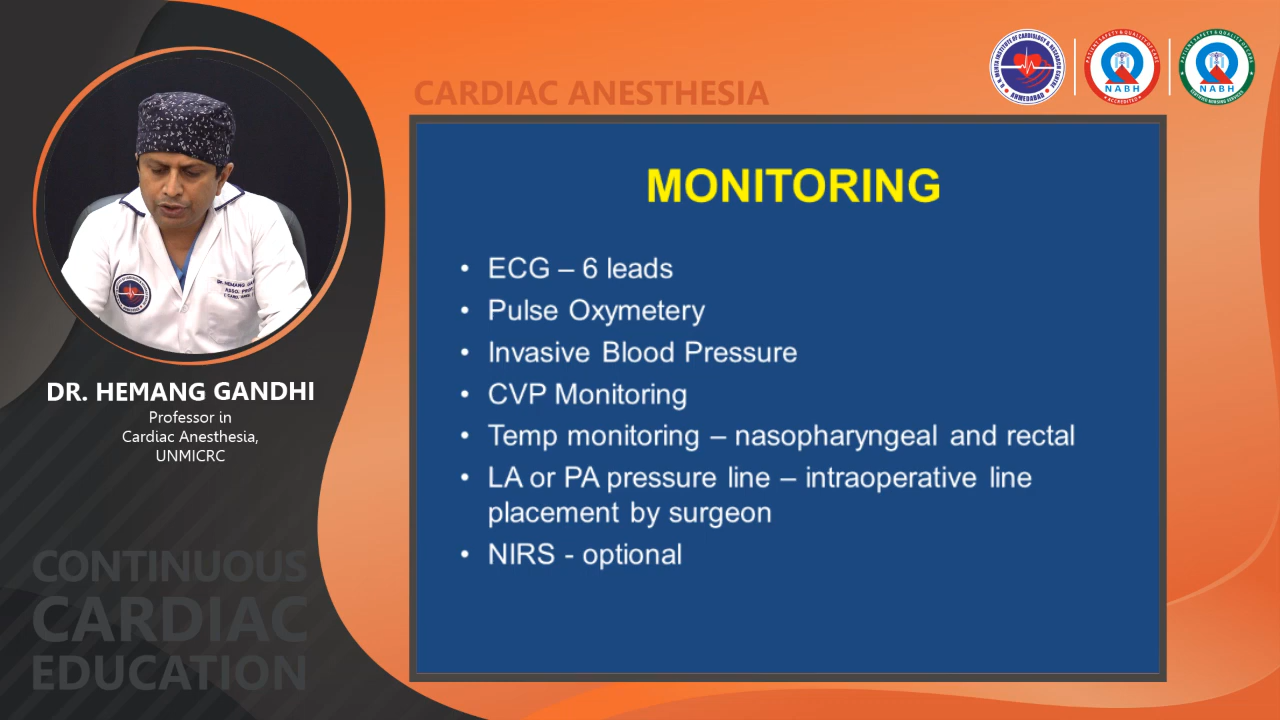 CARDIAC ANESTHESIA
MONITORING
• ECG – 6 leads
• Pulse Oxymetery
• Invasive Blood Pressure
• CVP Monitoring
• Temp monitoring – nasopharyngeal and rectal
• LA or PA pressure line – intraoperative line
placement by surgeon
• NIRS - optional
DR. HEMANG GANDHI
Professor in
Cardiac Anesthesia,
UNMICRC
CONTINUOUS
CARDIAC
EDUCATION
AHMEDABAD
NABH
ACCREDITED
NABH